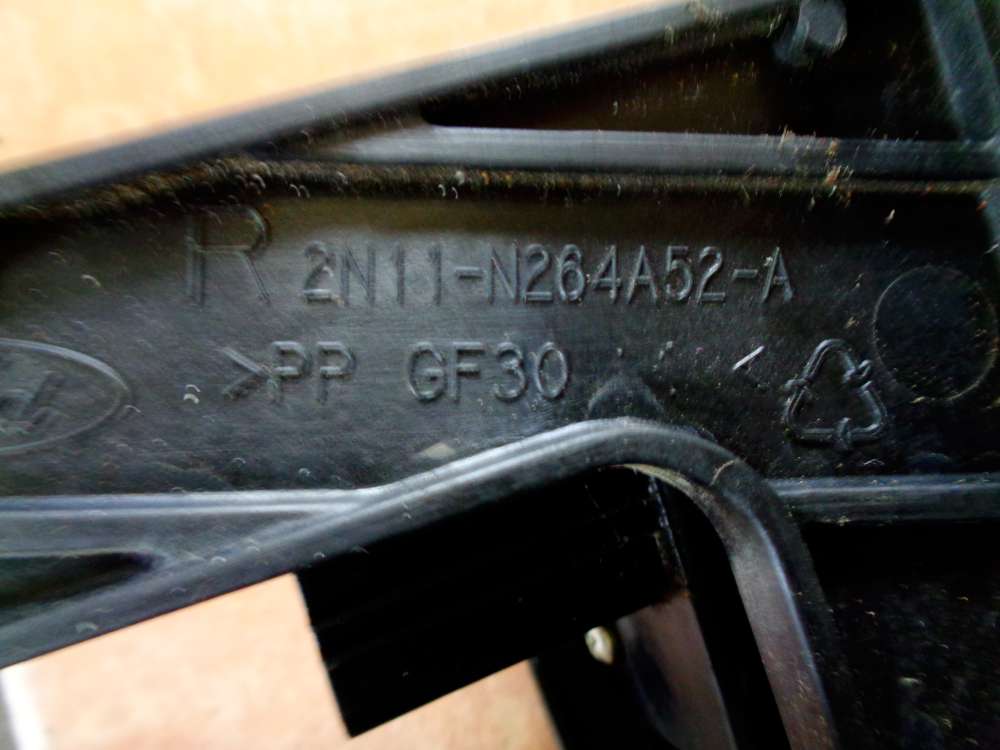 R 2N11-N264A52-A
>PP GF30 <